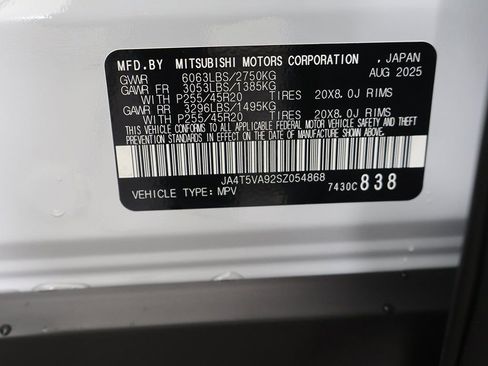 MFD.BY MITSUBISHI MOTORS CORPORATION , JAPAN
GVWR 6063LBS/2750KG AUG 2025
GAWR FR 3053LBS/1385KG
WITH P255/45R20 TIRES 20X8.0J RIMS
GAWR RR 3296LBS/1495KG
WITH P255/45R20 TIRES 20X8.0J RIMS
THIS VEHICLE CONFORMS TO ALL APPLICABLE FEDERAL MOTOR VEHICLE SAFETY AND THEFT
PREVENTION STANDARDS IN EFFECT ON THE DATE OF MANUFACTURE SHOWN ABOVE.
JA4T5VA92SZ054868
VEHICLE TYPE: MPV 7430C 838